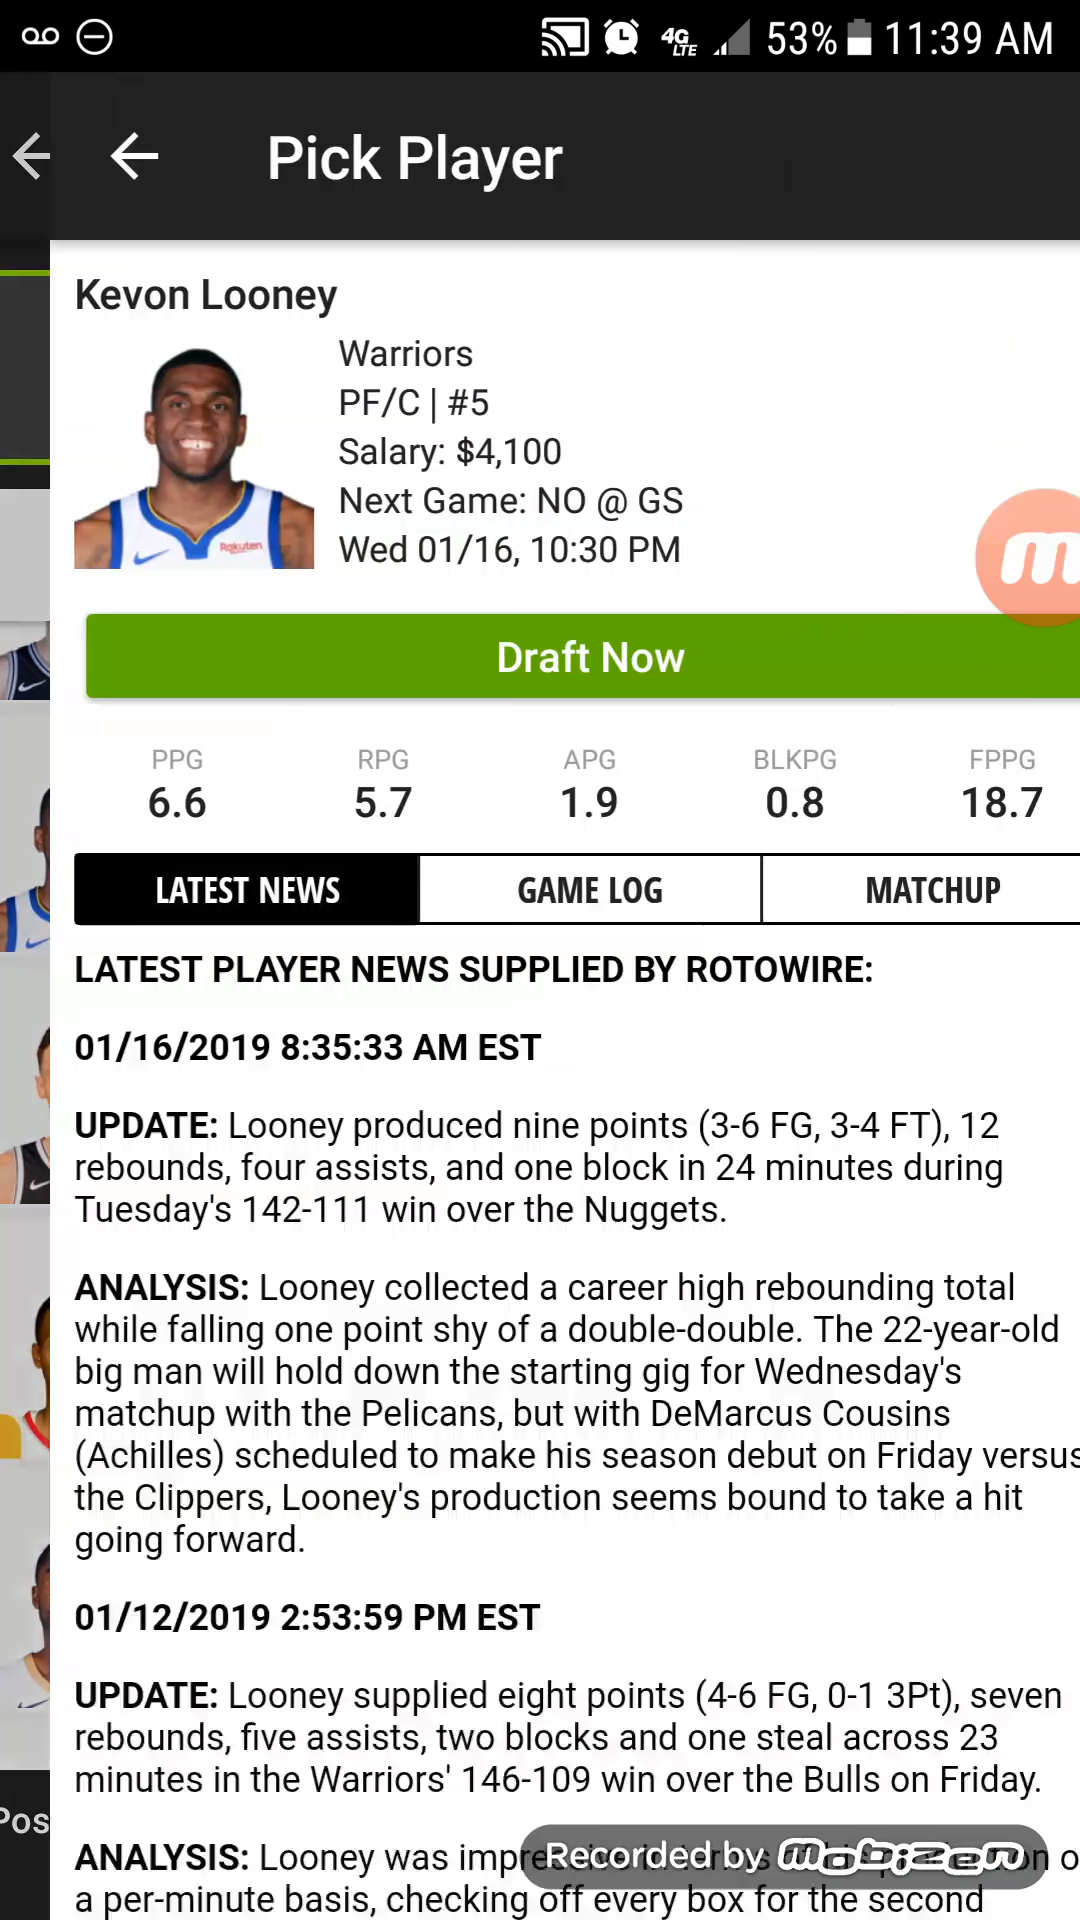 4G LTE 53% 11:39 AM
Pick Player
Kevon Looney
Warriors
PF/C | #5
Salary: $4,100
Next Game: NO @ GS
Wed 01/16, 10:30 PM
Rakuten
Draft Now
PPG RPG APG BLKPG FPPG
6.6 5.7 1.9 0.8 18.7
LATEST NEWS GAME LOG MATCHUP
LATEST PLAYER NEWS SUPPLIED BY ROTOWIRE:
01/16/2019 8:35:33 AM EST
UPDATE: Looney produced nine points (3-6 FG, 3-4 FT), 12
rebounds, four assists, and one block in 24 minutes during
Tuesday's 142-111 win over the Nuggets.
ANALYSIS: Looney collected a career high rebounding total
while falling one point shy of a double-double. The 22-year-old
big man will hold down the starting gig for Wednesday's
matchup with the Pelicans, but with DeMarcus Cousins
(Achilles) scheduled to make his season debut on Friday versus
the Clippers, Looney's production seems bound to take a hit
going forward.
01/12/2019 2:53:59 PM EST
UPDATE: Looney supplied eight points (4-6 FG, 0-1 3Pt), seven
rebounds, five assists, two blocks and one steal across 23
minutes in the Warriors' 146-109 win over the Bulls on Friday.
Pos
ANALYSIS: Looney was
Recorded by mobizen
a per-minute basis, checking off every box for the second